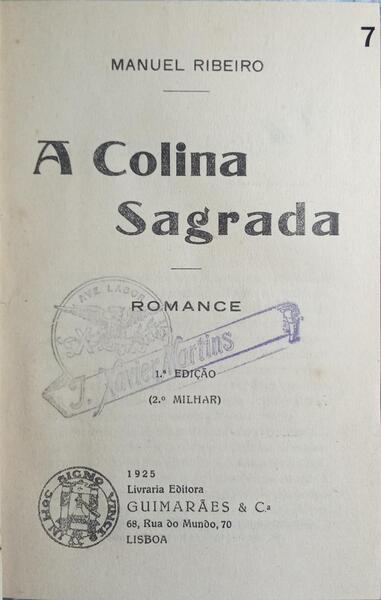 7
MANUEL RIBEIRO
A Colina
Sagrada
ROMANCE
AVE LABOR
J. Xavier Martins
1.ª EDIÇÃO
(2.º MILHAR)
IN HOC SIGNO VINCES
1925
Livraria Editora
GUIMARÃES & C.ª
68, Rua do Mundo, 70
LISBOA